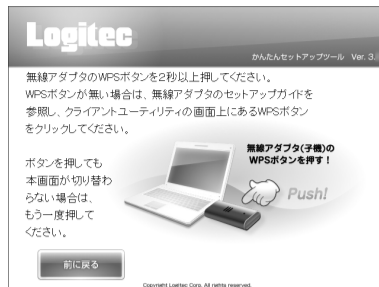 Logitec
かんたんセットアップツール Ver. 3.
無線アダプタのWPSボタンを2秒以上押してください。
WPSボタンが無い場合は、無線アダプタのセットアップガイドを
参照し、クライアントユーティリティの画面上にあるWPSボタン
をクリックしてください。
ボタンを押しても
本画面が切り替わ
らない場合は、
もう一度押して
ください。
無線アダプタ(子機)の
WPSボタンを押す!
Push!
前に戻る
Copyright Logitec Corp. All rights reserved.